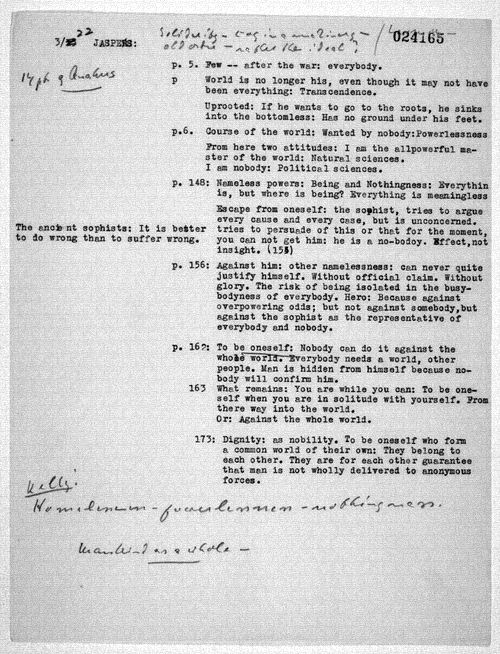 22
3/ JASPERS: Solidarity - cog in a machinery -
024165
p. 5. Few -- after the war: everybody.
p World is no longer his, even though it may not have
been everything: Transcendence.
Uprooted: If he wants to go to the roots, he sinks
into the bottomless: Has no ground under his feet.
p.6. Course of the world: Wanted by nobody:Powerlessness
From here two attitudes: I am the allpowerful ma-
ster of the world: Natural sciences.
I am nobody: Political sciences.
p. 148: Nameless powers: Being and Nothingness: Everythin
is, but where is being? Everything is meaningless
Escape from oneself: the sophist, tries to argue
every cause and every case, but is unconcerned.
The ancient sophists: It is better tries to persuade of this or that for the moment,
to do wrong than to suffer wrong. you can not get him: he is a no-bodoy. Effect,not
insight. (155)
p. 156: Against him: other namelessness: can never quite
justify himself. Without official claim. Without
glory. The risk of being isolated in the busy-
bodyness of everybody. Hero: Because against
overpowering odds; but not against somebody,but
against the sophist as the representative of
everybody and nobody.
p. 162: To be oneself: Nobody can do it against the
whole world. Everybody needs a world, other
people. Man is hidden from himself because no-
body will confirm him.
163 What remains: You are while you can: To be one-
self when you are in solitude with yourself. From
there way into the world.
Or: Against the whole world.
173: Dignity: as nobility. To be oneself who form
a common world of their own: They belong to
each other. They are for each other guarantee
that man is not wholly delivered to anonymous
forces.
Homelessness - powerlessness - nothingness.
Mankind as a whole -